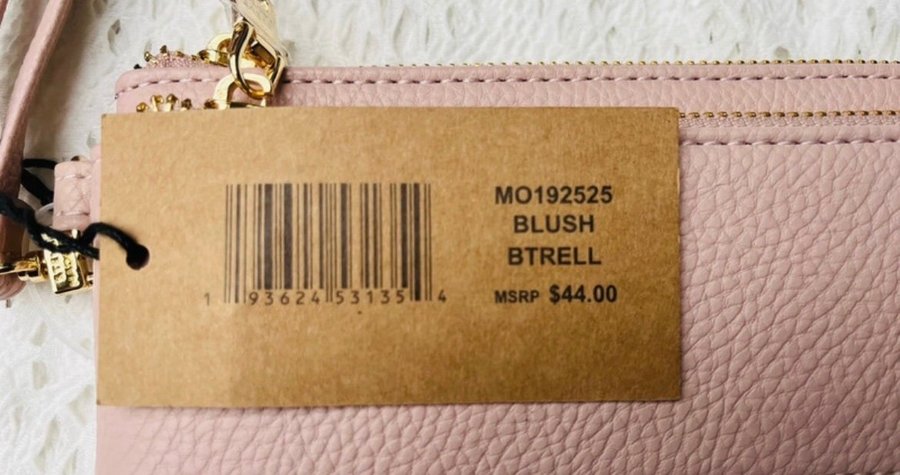 MO192525
BLUSH
BTRELL
MSRP $44.00
1 93624 53135 4